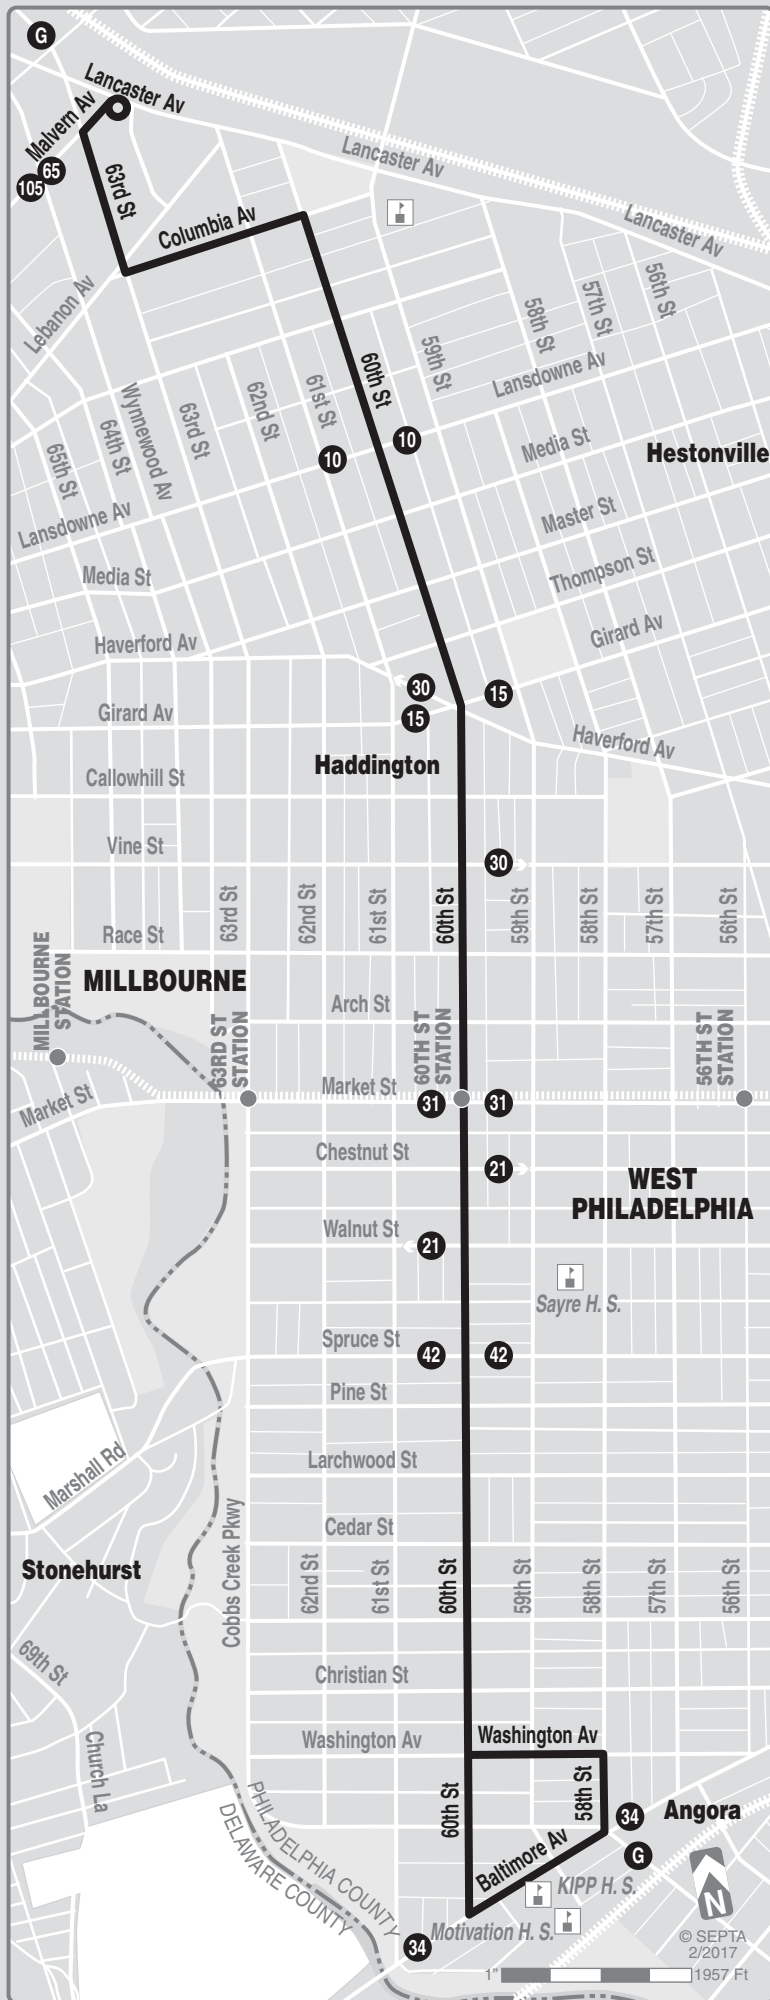 G
Lancaster Av
Malvern Av
65
105
63rd St
Lancaster Av
Columbia Av
Lancaster Av
Lebanon Av
56th St
57th St
58th St
59th St
60th St
61st St
62nd St
63rd St
Wynnewood Av
64th St
65th St
Lansdowne Av
10
10
Media St
Hestonville
Master St
Lansdowne Av
Thompson St
Media St
Girard Av
Haverford Av
30
15
15
Girard Av
Haverford Av
Haddington
Callowhill St
Vine St
30
63rd St
62nd St
61st St
60th St
59th St
58th St
57th St
56th St
Race St
MILLBOURNE
STATION
MILLBOURNE
Arch St
63RD ST
STATION
60TH ST
STATION
56TH ST
STATION
Market St
31
31
Market St
Chestnut St
21
WEST
PHILADELPHIA
Walnut St
21
Sayre H. S.
Spruce St
42
42
Pine St
Marshall Rd
Larchwood St
Cedar St
Stonehurst
Cobbs Creek Pkwy
62nd St
61st St
60th St
59th St
58th St
57th St
56th St
69th St
Christian St
Washington Av
Washington Av
Church La
60th St
58th St
34
Angora
PHILADELPHIA COUNTY
DELAWARE COUNTY
Baltimore Av
G
KIPP H. S.
N
Motivation H. S.
34
© SEPTA
2/2017
1"
1957 Ft